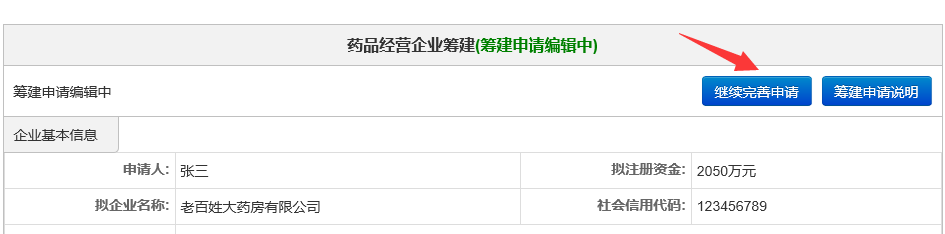 药品经营企业筹建(筹建申请编辑中)
筹建申请编辑中 继续完善申请 筹建申请说明
企业基本信息
申请人: 张三 拟注册资金: 2050万元
拟企业名称: 老百姓大药房有限公司 社会信用代码: 123456789